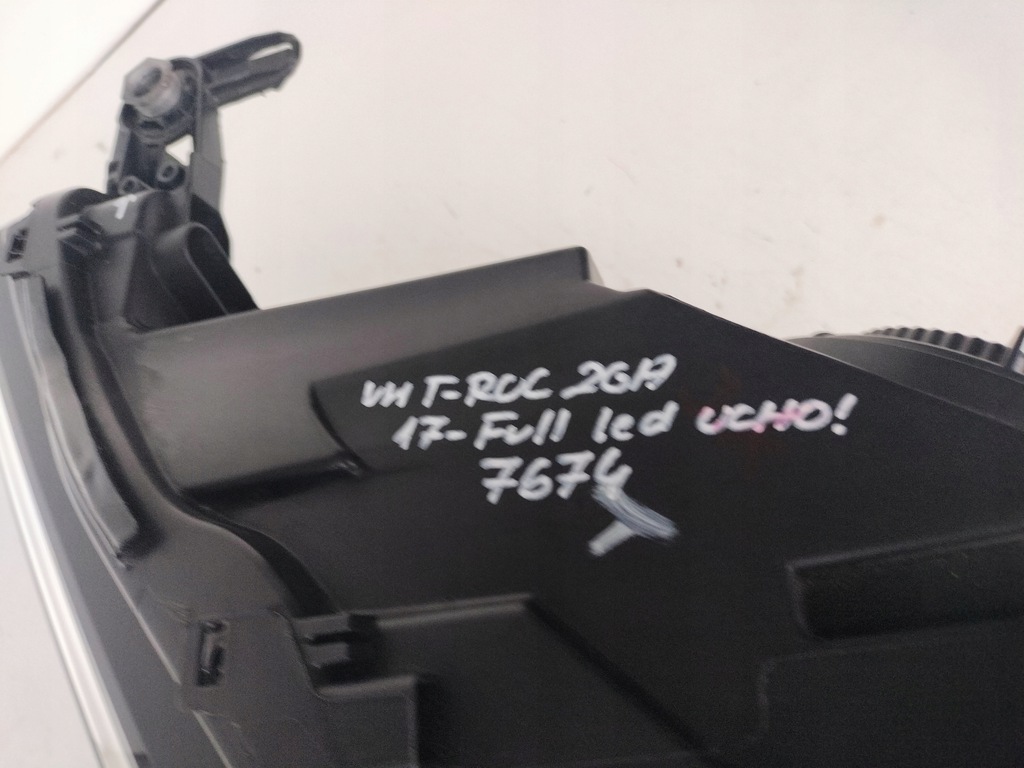 VW T-ROC 2GA
17- Full led UCHO!
7674